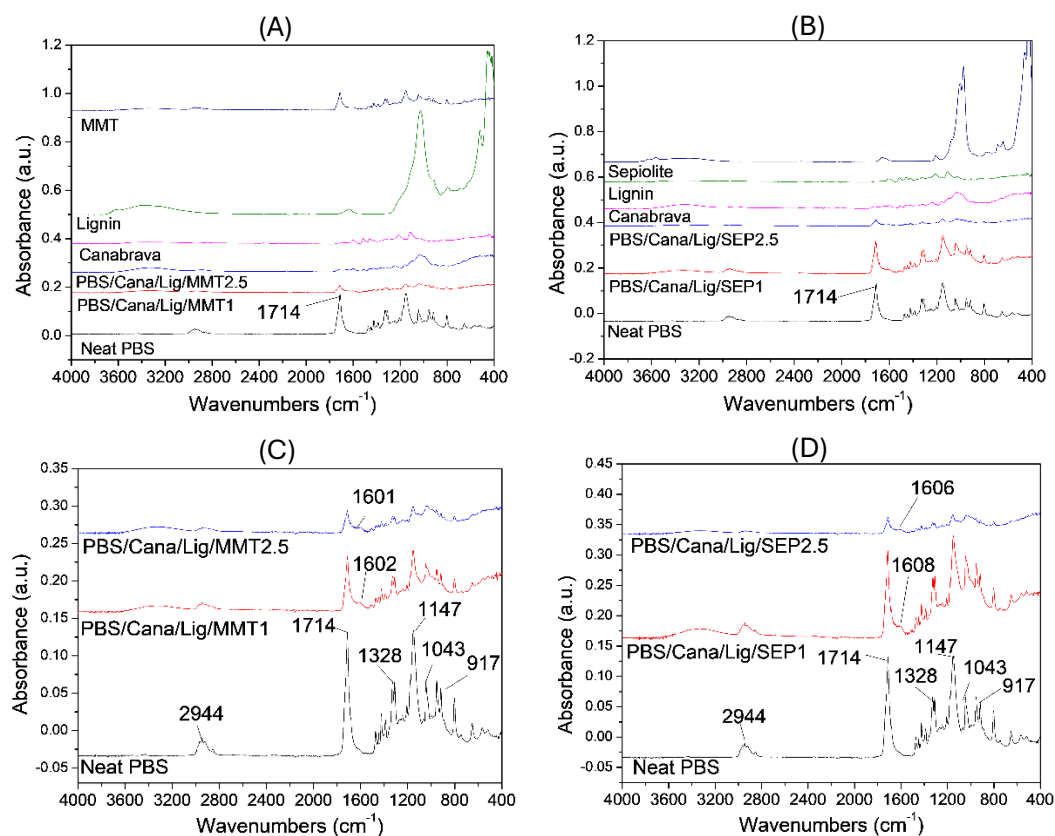 (A)
1.2
1.0
0.8
0.6
0.4
0.2
0.0
Absorbance (a.u.)
MMT
Lignin
Canabrava
PBS/Cana/Lig/MMT2.5
PBS/Cana/Lig/MMT1
1714
Neat PBS
4000 3600 3200 2800 2400 2000 1600 1200 800 400
Wavenumbers (cm⁻¹)
(B)
1.2
1.0
0.8
0.6
0.4
0.2
0.0
-0.2
Absorbance (a.u.)
Sepiolite
Lignin
Canabrava
PBS/Cana/Lig/SEP2.5
PBS/Cana/Lig/SEP1
1714
Neat PBS
4000 3600 3200 2800 2400 2000 1600 1200 800 400
Wavenumbers (cm⁻¹)
(C)
0.35
0.30
0.25
0.20
0.15
0.10
0.05
0.00
-0.05
Absorbance (a.u.)
1601
PBS/Cana/Lig/MMT2.5
1602
PBS/Cana/Lig/MMT1
1714
1147
1328
1043
917
2944
Neat PBS
4000 3600 3200 2800 2400 2000 1600 1200 800 400
Wavenumbers (cm⁻¹)
(D)
0.45
0.40
0.35
0.30
0.25
0.20
0.15
0.10
0.05
0.00
-0.05
Absorbance (a.u.)
1606
PBS/Cana/Lig/SEP2.5
1608
PBS/Cana/Lig/SEP1
1714
1147
1328
1043
917
2944
Neat PBS
4000 3600 3200 2800 2400 2000 1600 1200 800 400
Wavenumbers (cm⁻¹)